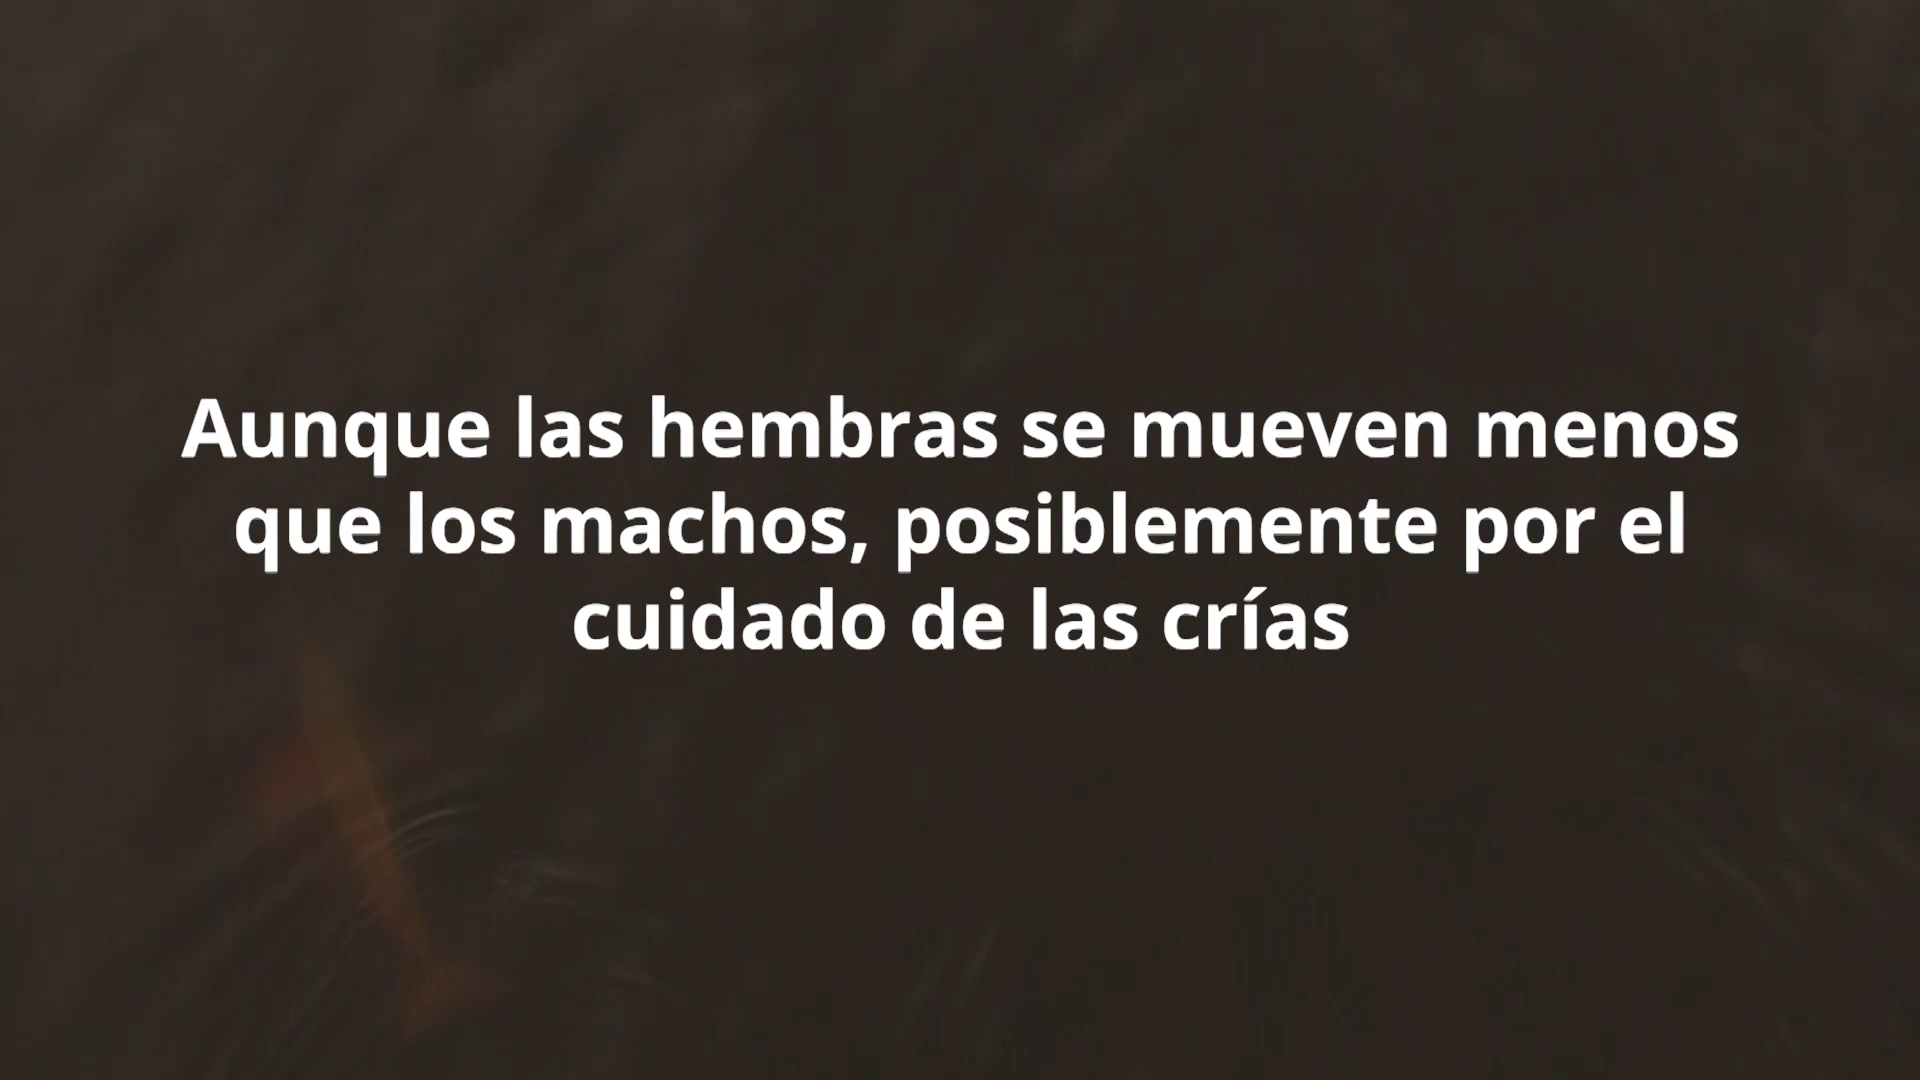 Aunque las hembras se mueven menos
que los machos, posiblemente por el
cuidado de las crías